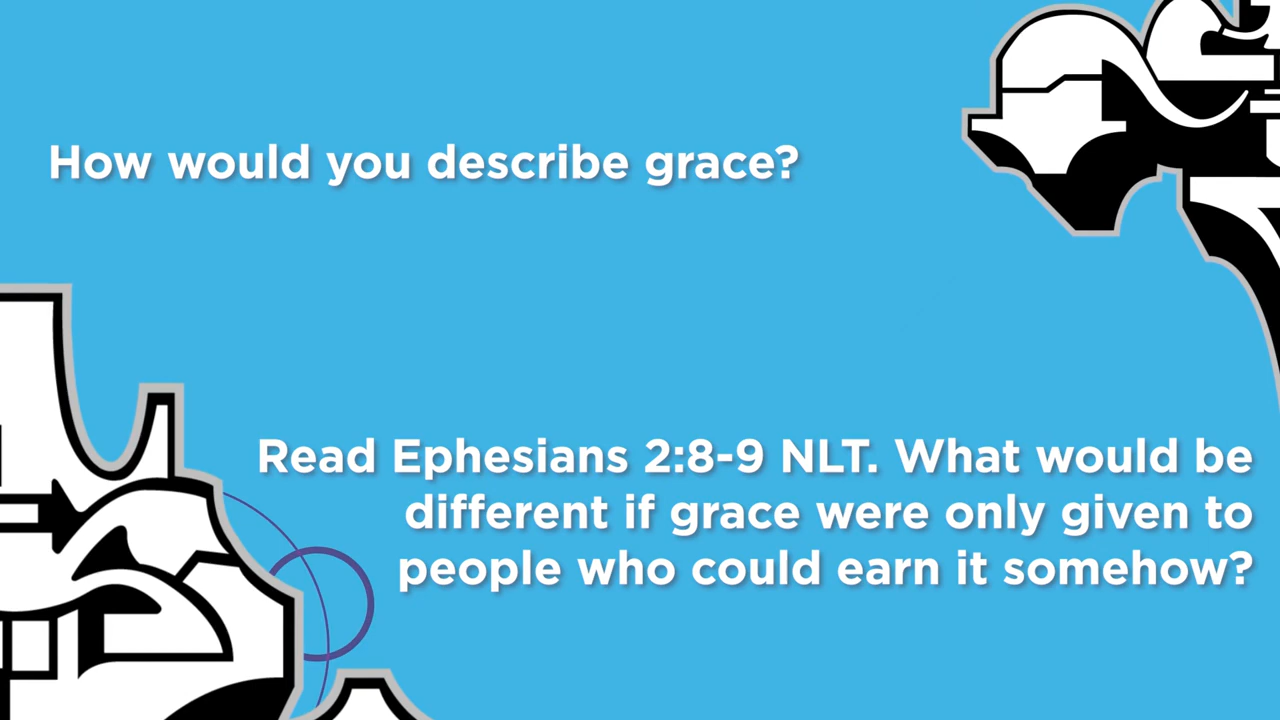 How would you describe grace?
Read Ephesians 2:8-9 NLT. What would be
different if grace were only given to
people who could earn it somehow?